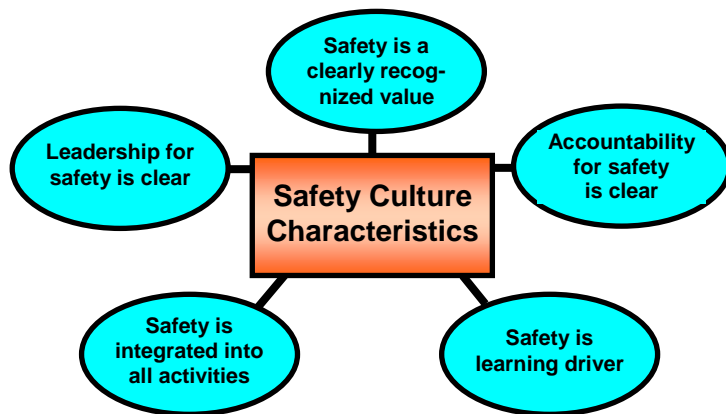 Safety is a
clearly recog-
nized value
Leadership for
safety is clear
Accountability
for safety
is clear
Safety Culture
Characteristics
Safety is
integrated into
all activities
Safety is
learning driver